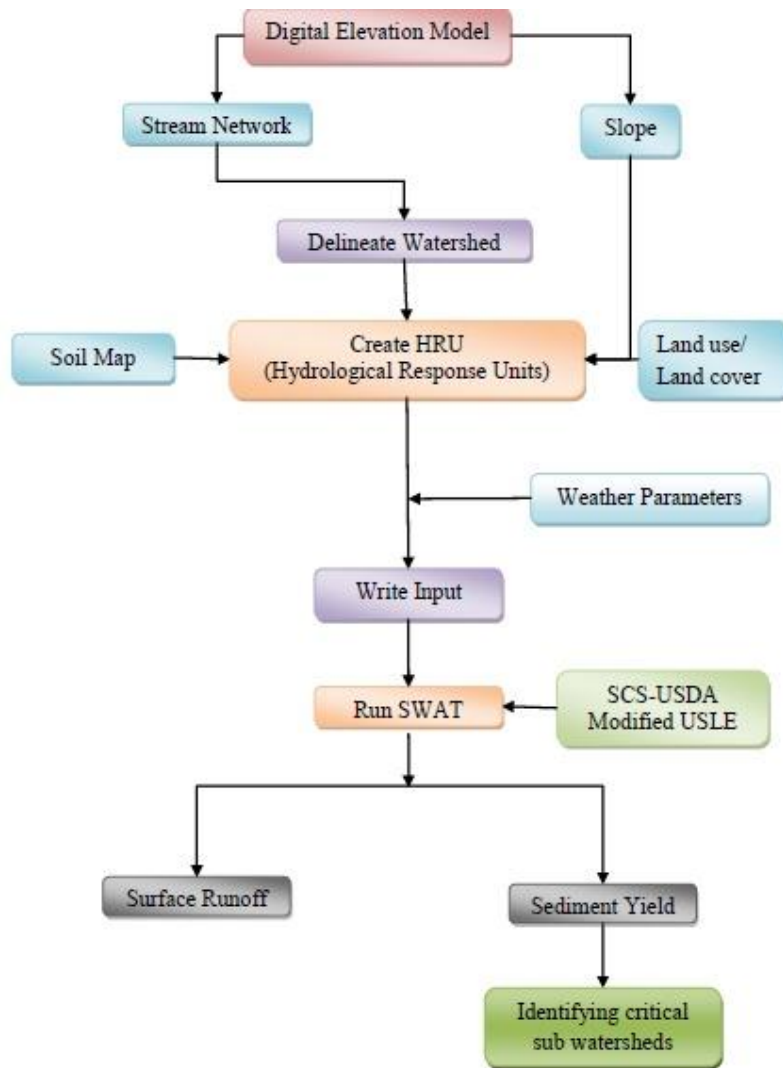 Digital Elevation Model
Stream Network
Slope
Delineate Watershed
Soil Map
Create HRU
(Hydrological Response Units)
Land use/
Land cover
Weather Parameters
Write Input
Run SWAT
SCS-USDA
Modified USLE
Surface Runoff
Sediment Yield
Identifying critical
sub watersheds